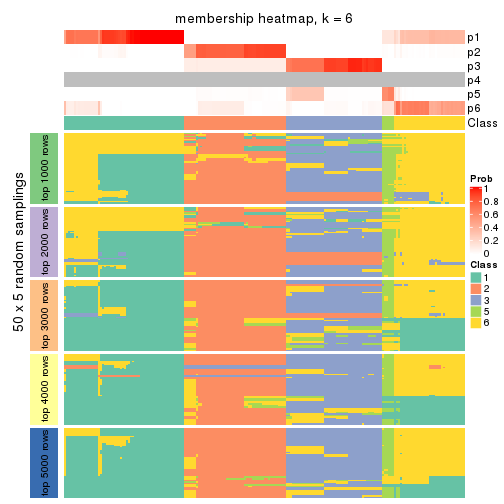 membership heatmap, k = 6
p1
p2
p3
p4
p5
p6
Class
50 x 5 random samplings
top 1000 rows
top 2000 rows
top 3000 rows
top 4000 rows
top 5000 rows
Prob
1
0.8
0.6
0.4
0.2
0
Class
1
2
3
5
6